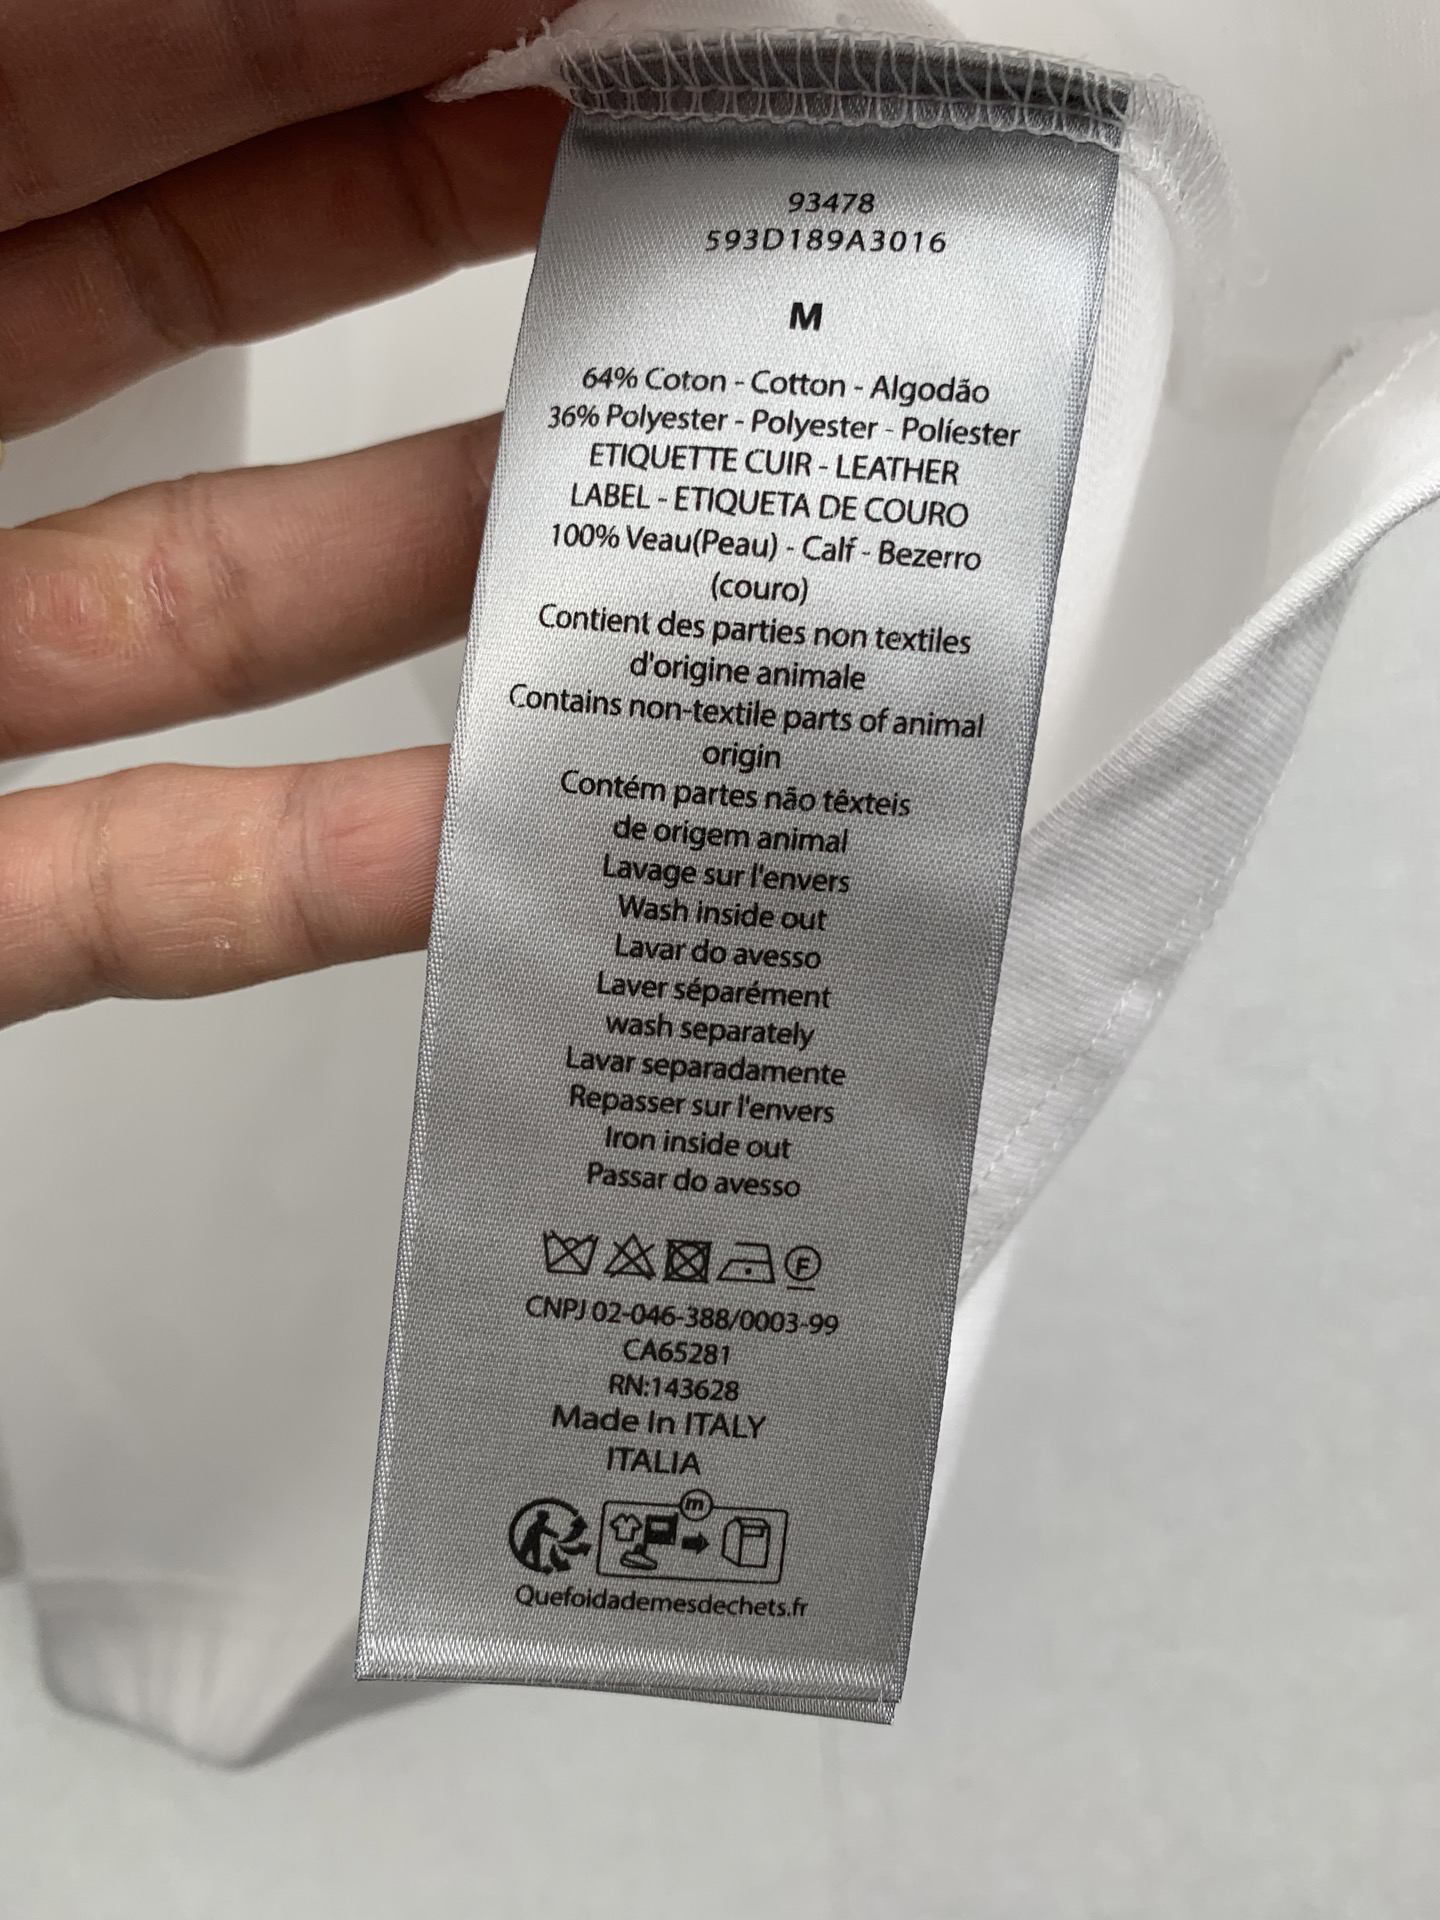 93478
593D189A3016
M
64% Coton - Cotton - Algodão
36% Polyester - Polyester - Políester
ETIQUETTE CUIR - LEATHER
LABEL - ETIQUETA DE COURO
100% Veau(Peau) - Calf - Bezerro
(couro)
Contient des parties non textiles
d'origine animale
Contains non-textile parts of animal
origin
Contém partes não têxteis
de origem animal
Lavage sur l'envers
Wash inside out
Lavar do avesso
Laver séparément
wash separately
Lavar separadamente
Repasser sur l'envers
Iron inside out
Passar do avesso
F
CNPJ 02-046-388/0003-99
CA65281
RN:143628
Made In ITALY
ITALIA
m
Quefoidademesdechets.fr